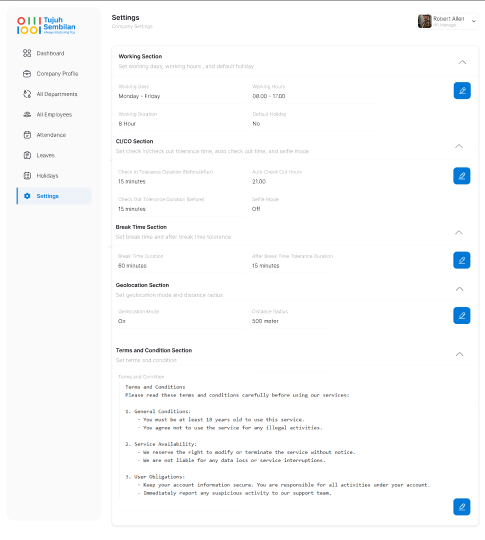 Tujuh
Sembilan
Settings
Company Settings
Robert Allen
HR Manager
Dashboard
Company Profile
All Departments
All Employees
Attendance
Leaves
Holidays
Settings
Working Section
Set working days, working hours, and default holiday
Working Days
Working Hours
Monday - Friday
08.00 - 17.00
Working Duration
Default Holiday
8 Hour
No
CI/CO Section
Set check in/check out tolerance time, auto check out time, and selfie mode
Check In Tolerance Duration (Before/After)
Auto Check Out Hours
15 minutes
21.00
Check Out Tolerance Duration (Before)
Selfie Mode
15 minutes
Off
Break Time Section
Set break time and after break time tolerance
Break Time Duration
After Break Time Tolerance Duration
60 minutes
15 minutes
Geolocation Section
Set geolocation mode and distance radius
Geolocation Mode
Distance Radius
On
500 meter
Terms and Condition Section
Set terms and condition
Terms and Condition
Terms and Conditions
Please read these terms and conditions carefully before using our services:
1. General Conditions:
- You must be at least 13 years old to use this service.
- You agree not to use the service for any illegal activities.
2. Service Availability:
- We reserve the right to modify or terminate the service without notice.
- We are not liable for any data loss or service interruptions.
3. User Obligations:
- Keep your account information secure. You are responsible for all activities under your account.
- Immediately report any suspicious activity to our support team.